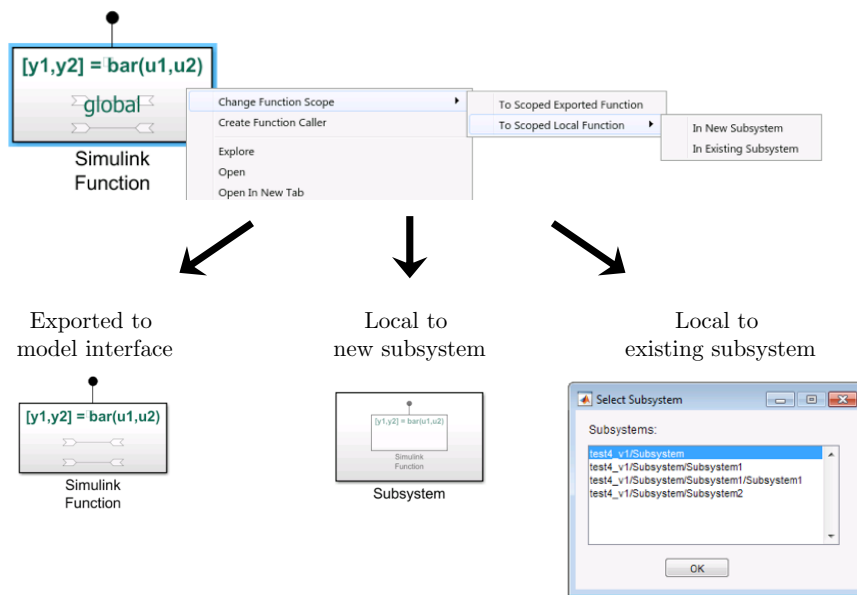 [y1,y2] = bar(u1,u2)
global
Simulink
Function
Change Function Scope
Create Function Caller
Explore
Open
Open In New Tab
To Scoped Exported Function
To Scoped Local Function
In New Subsystem
In Existing Subsystem
Exported to
model interface
[y1,y2] = bar(u1,u2)
Simulink
Function
Local to
new subsystem
[y1,y2] = bar(u1,u2)
Simulink
Function
Subsystem
Local to
existing subsystem
Select Subsystem
Subsystems:
test4_v1/Subsystem
test4_v1/Subsystem/Subsystem1
test4_v1/Subsystem/Subsystem1/Subsystem1
test4_v1/Subsystem/Subsystem2
OK